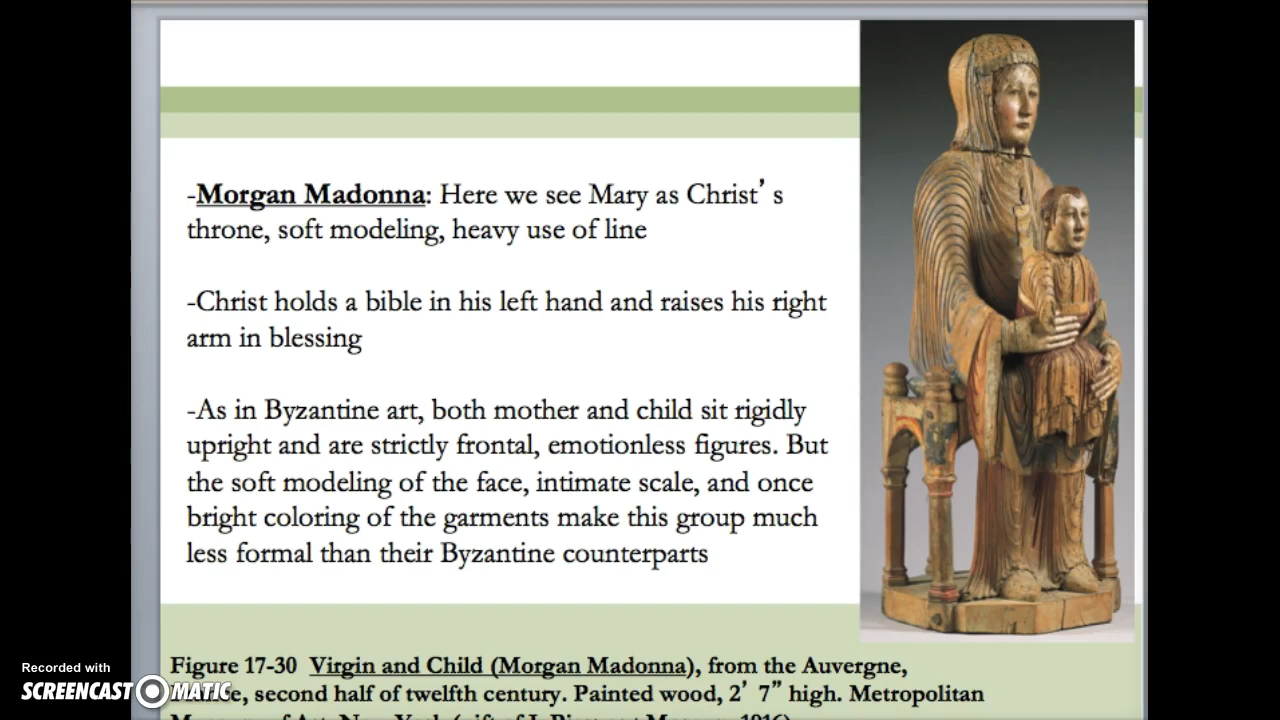 -Morgan Madonna: Here we see Mary as Christ’s
throne, soft modeling, heavy use of line
-Christ holds a bible in his left hand and raises his right
arm in blessing
-As in Byzantine art, both mother and child sit rigidly
upright and are strictly frontal, emotionless figures. But
the soft modeling of the face, intimate scale, and once
bright coloring of the garments make this group much
less formal than their Byzantine counterparts
Figure 17-30 Virgin and Child (Morgan Madonna), from the Auvergne,
second half of twelfth century. Painted wood, 2’ 7” high. Metropolitan
Recorded with
SCREENCAST MATIC